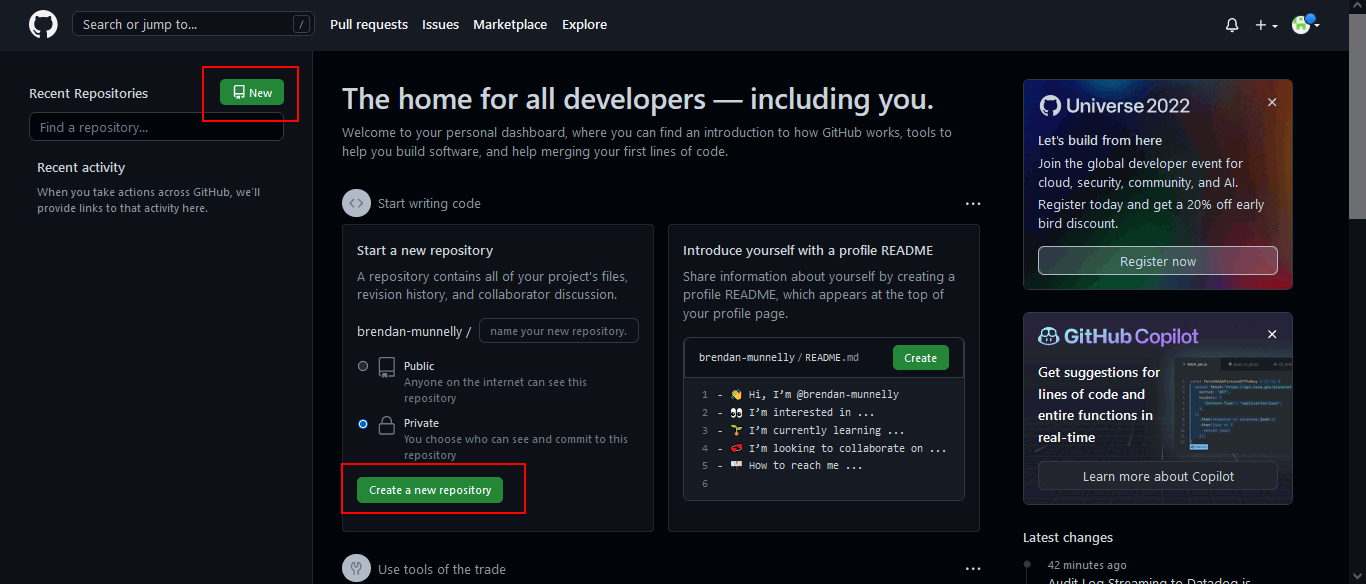 Search or jump to...
/
Pull requests
Issues
Marketplace
Explore
Recent Repositories
New
Find a repository...
Recent activity
When you take actions across GitHub, we'll
provide links to that activity here.
The home for all developers — including you.
Welcome to your personal dashboard, where you can find an introduction to how GitHub works, tools to
help you build software, and help merging your first lines of code.
Start writing code
Start a new repository
A repository contains all of your project's files,
revision history, and collaborator discussion.
brendan-munnelly /
name your new repository.
Public
Anyone on the internet can see this
repository
Private
You choose who can see and commit to this
repository
Create a new repository
Introduce yourself with a profile README
Share information about yourself by creating a
profile README, which appears at the top of
your profile page.
brendan-munnelly / README.md
Create
1 - 👋 Hi, I’m @brendan-munnelly
2 - 👀 I’m interested in ...
3 - 🌱 I’m currently learning ...
4 - 💞️ I’m looking to collaborate on ...
5 - 📖 How to reach me ...
6
Use tools of the trade
Universe 2022
Let's build from here
Join the global developer event for
cloud, security, community, and AI.
Register today and get a 20% off early
bird discount.
Register now
GitHub Copilot
Get suggestions for
lines of code and
entire functions in
real-time
Learn more about Copilot
Latest changes
42 minutes ago
Audit Log Streaming to Datadog is